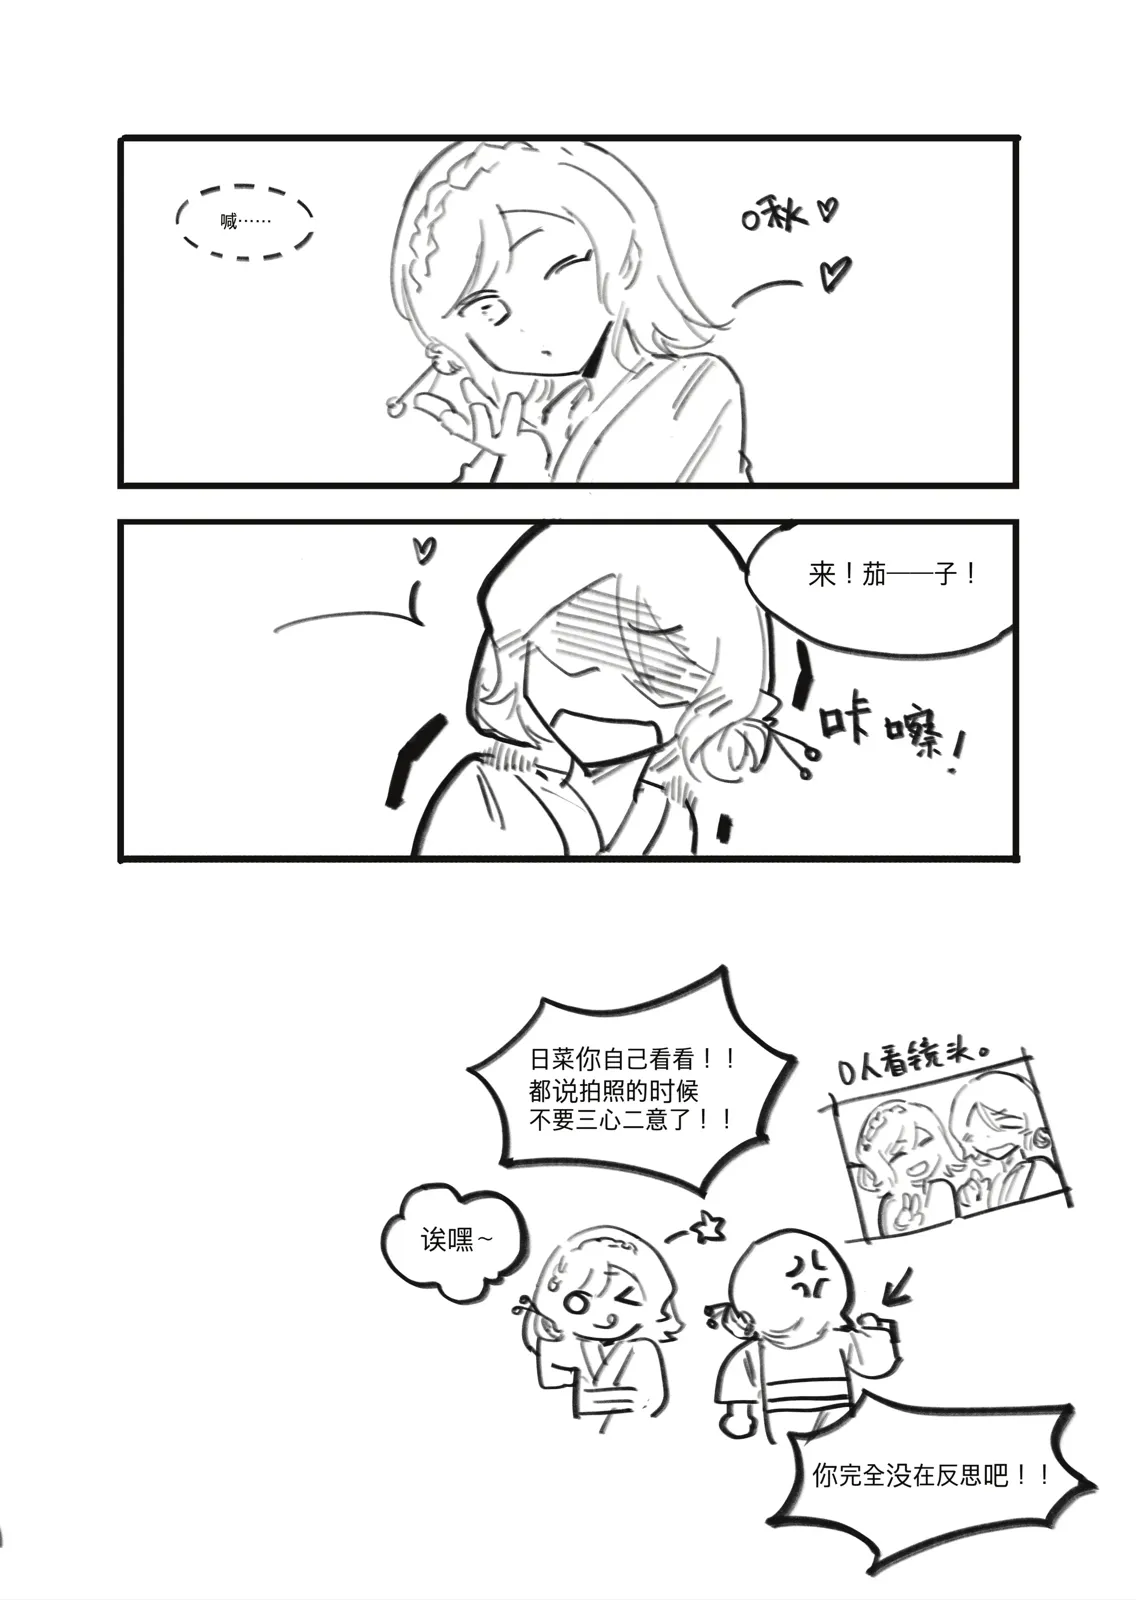 喊……
啾♡
来！茄——子！
咔嚓！
日菜你自己看看！！
都说拍照的时候
不要三心二意了！！
0人看镜头。
诶嘿～
你完全没在反思吧！！